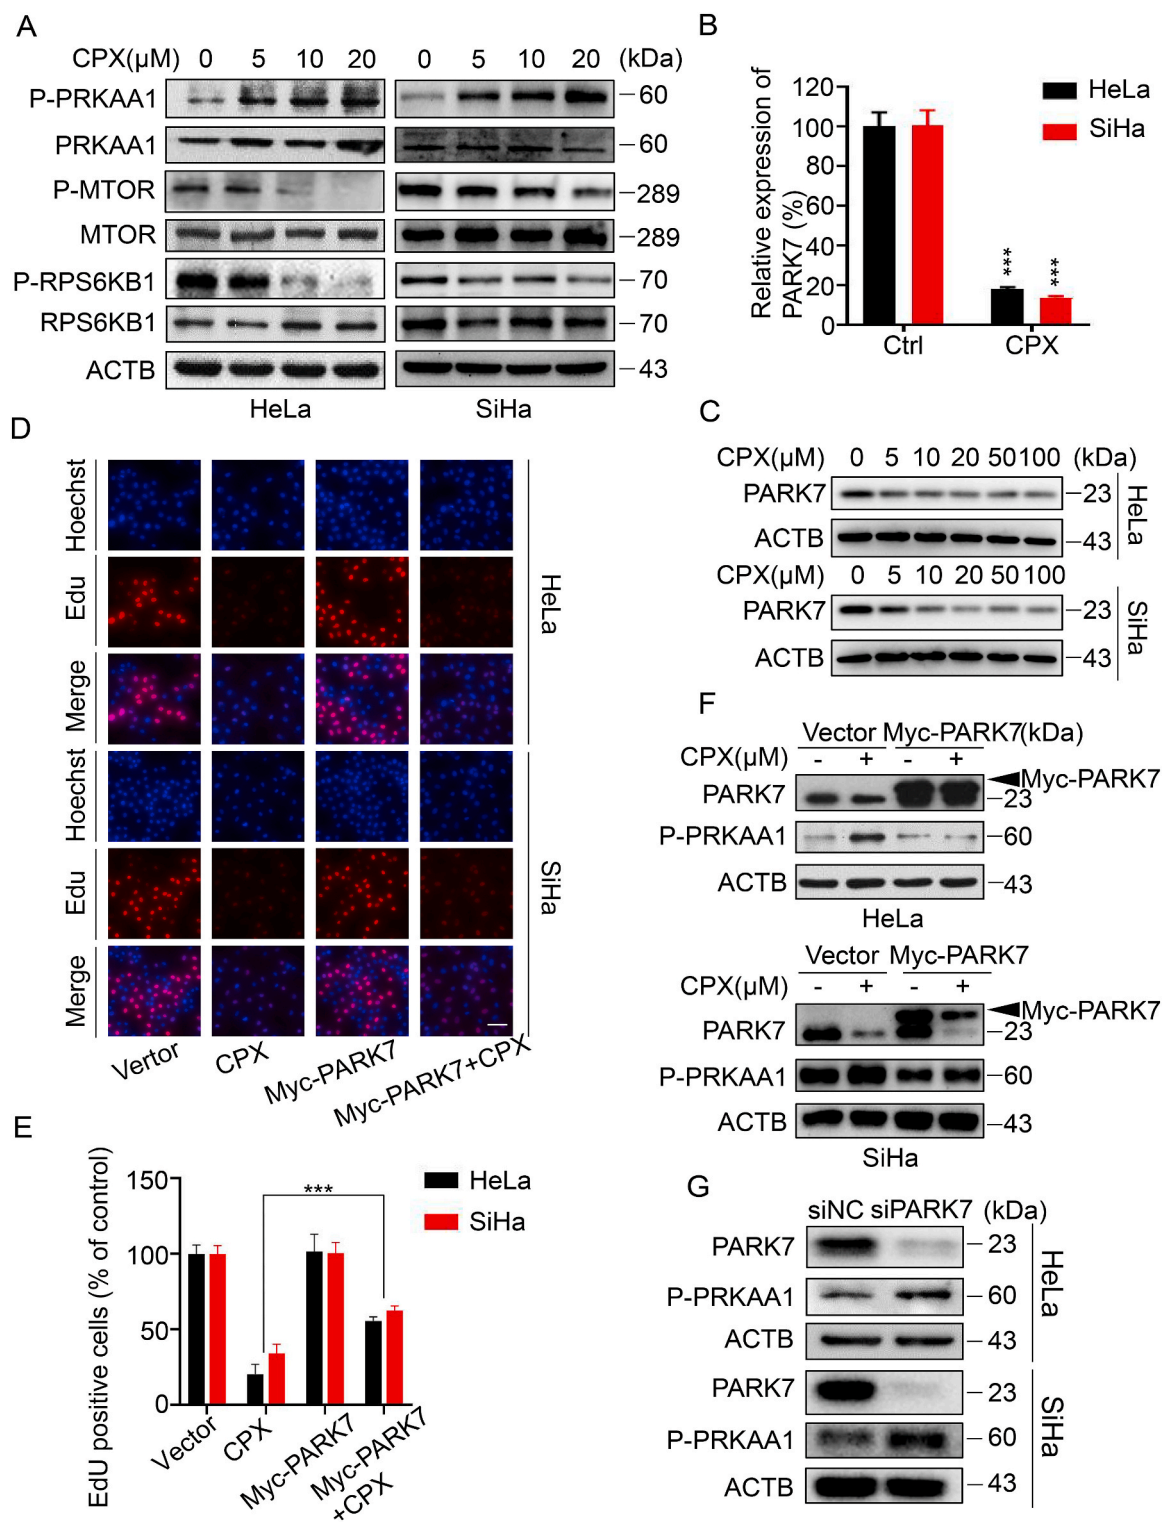 A
CPX(μM) 0 5 10 20 0 5 10 20 (kDa)
P-PRKAA1 60
PRKAA1 60
P-MTOR 289
MTOR 289
P-RPS6KB1 70
RPS6KB1 70
ACTB 43
HeLa SiHa
B
Relative expression of
PARK7 (%)
120
100
80
60
40
20
0
HeLa
SiHa
*** ***
Ctrl CPX
C
CPX(μM) 0 5 10 20 50 100 (kDa)
PARK7 23
ACTB 43
HeLa
CPX(μM) 0 5 10 20 50 100
PARK7 23
ACTB 43
SiHa
D
Hoechst
Edu
Merge
HeLa
Hoechst
Edu
Merge
SiHa
Vertor CPX Myc-PARK7 Myc-PARK7+CPX
E
EdU positive cells (% of control)
150
100
50
0
***
HeLa
SiHa
Vector CPX Myc-PARK7 Myc-PARK7
+CPX
F
Vector Myc-PARK7 (kDa)
CPX(μM) - + - +
Myc-PARK7
PARK7 23
P-PRKAA1 60
ACTB 43
HeLa
Vector Myc-PARK7
CPX(μM) - + - +
Myc-PARK7
PARK7 23
P-PRKAA1 60
ACTB 43
SiHa
G
siNC siPARK7 (kDa)
PARK7 23
P-PRKAA1 60
ACTB 43
HeLa
PARK7 23
P-PRKAA1 60
ACTB 43
SiHa